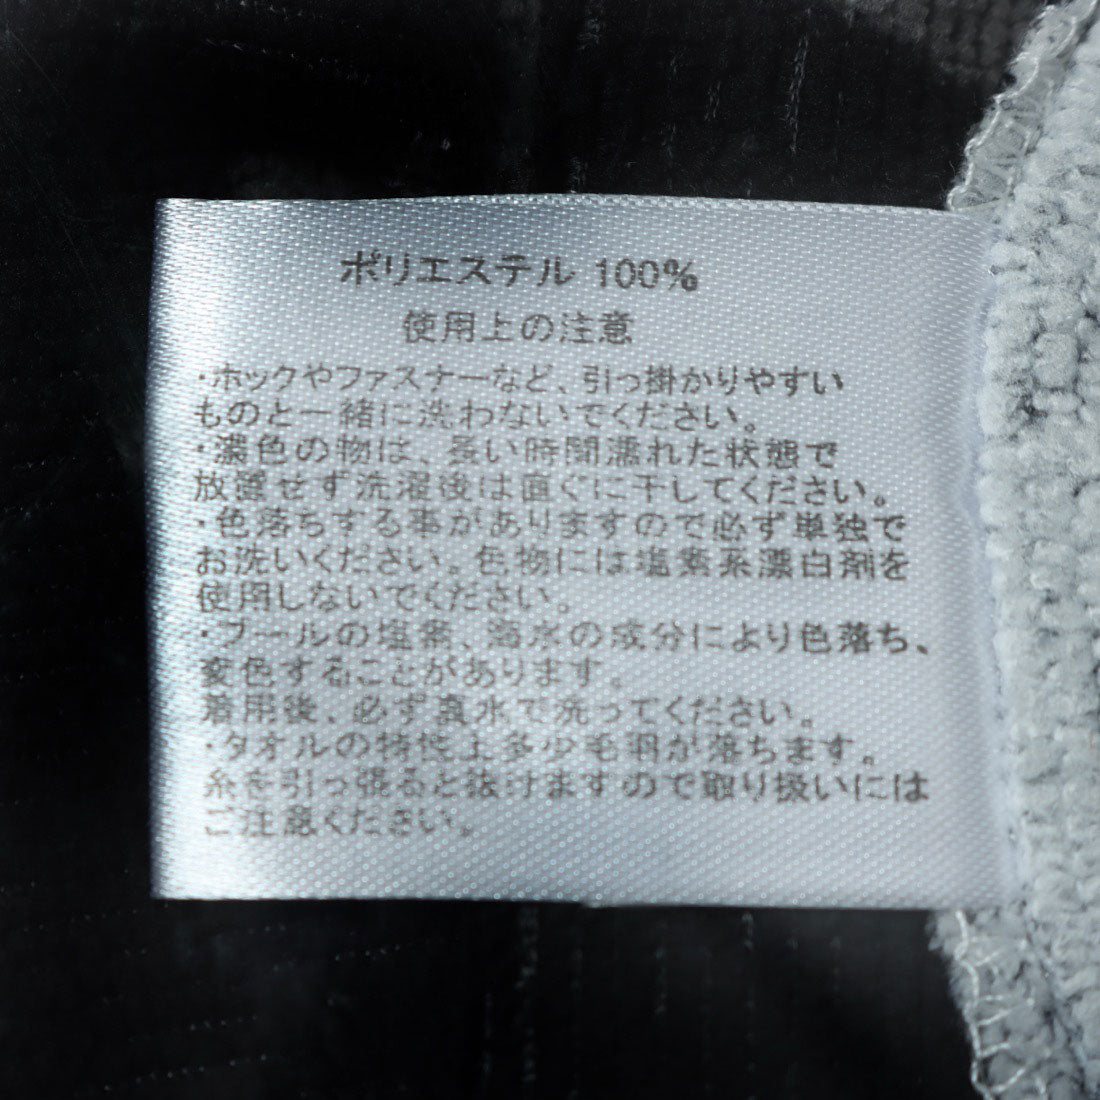 ポリエステル 100%
使用上の注意
・ホックやファスナーなど、引っ掛かりやすい
ものと一緒に洗わないでください。
・濃色の物は、長い時間濡れた状態で
放置せず洗濯後は直ぐに干してください。
・色落ちする事がありますので必ず単独で
お洗いください。色物には塩素系漂白剤を
使用しないでください。
・プールの塩素、海水の成分により色落ち、
変色することがあります。
着用後、必ず真水で洗ってください。
・タオルの特性上多少毛羽が落ちます。
糸を引っ張ると抜けますので取り扱いには
ご注意ください。